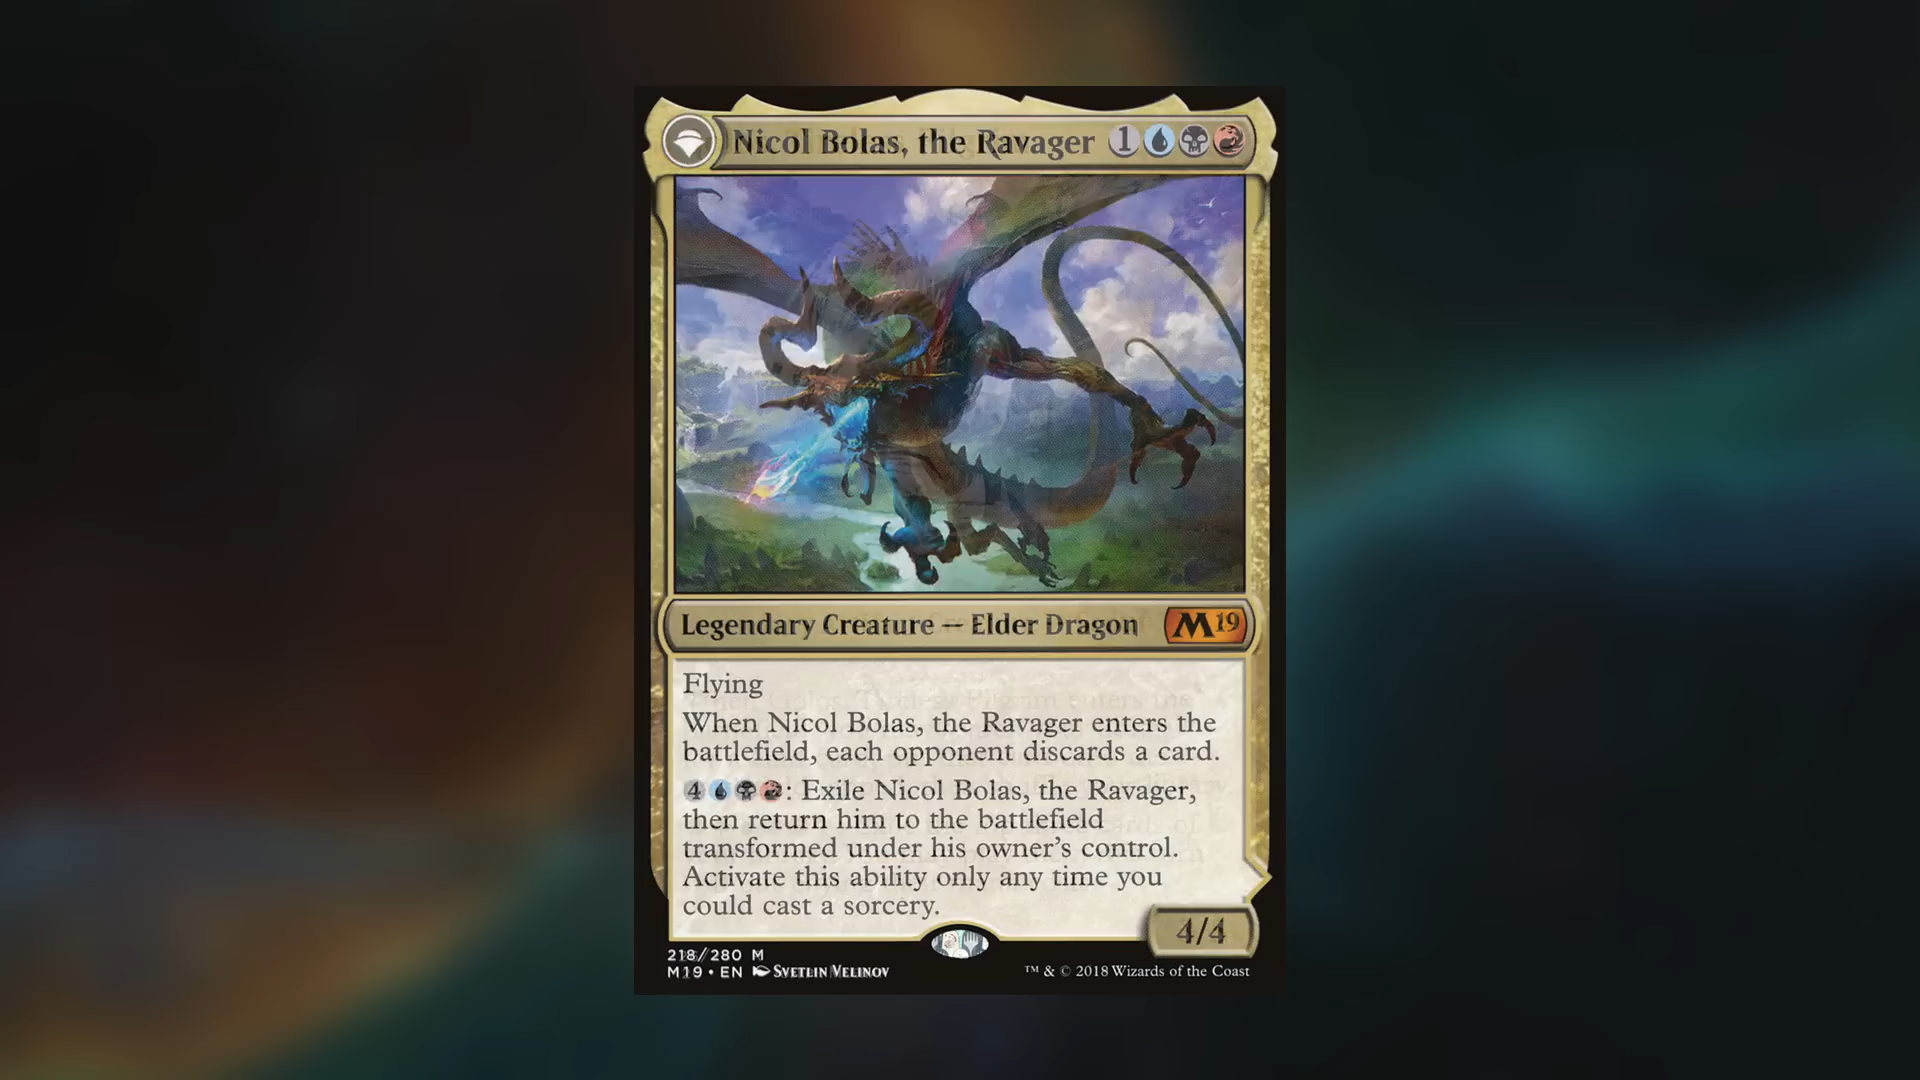 Nicol Bolas, the Ravager 1
Legendary Creature — Elder Dragon M19
Flying
When Nicol Bolas, the Ravager enters the
battlefield, each opponent discards a card.
4: Exile Nicol Bolas, the Ravager,
then return him to the battlefield
transformed under his owner's control.
Activate this ability only any time you
could cast a sorcery.
4/4
218/280 M
M19 • EN Svetlin Velinov
™ & © 2018 Wizards of the Coast